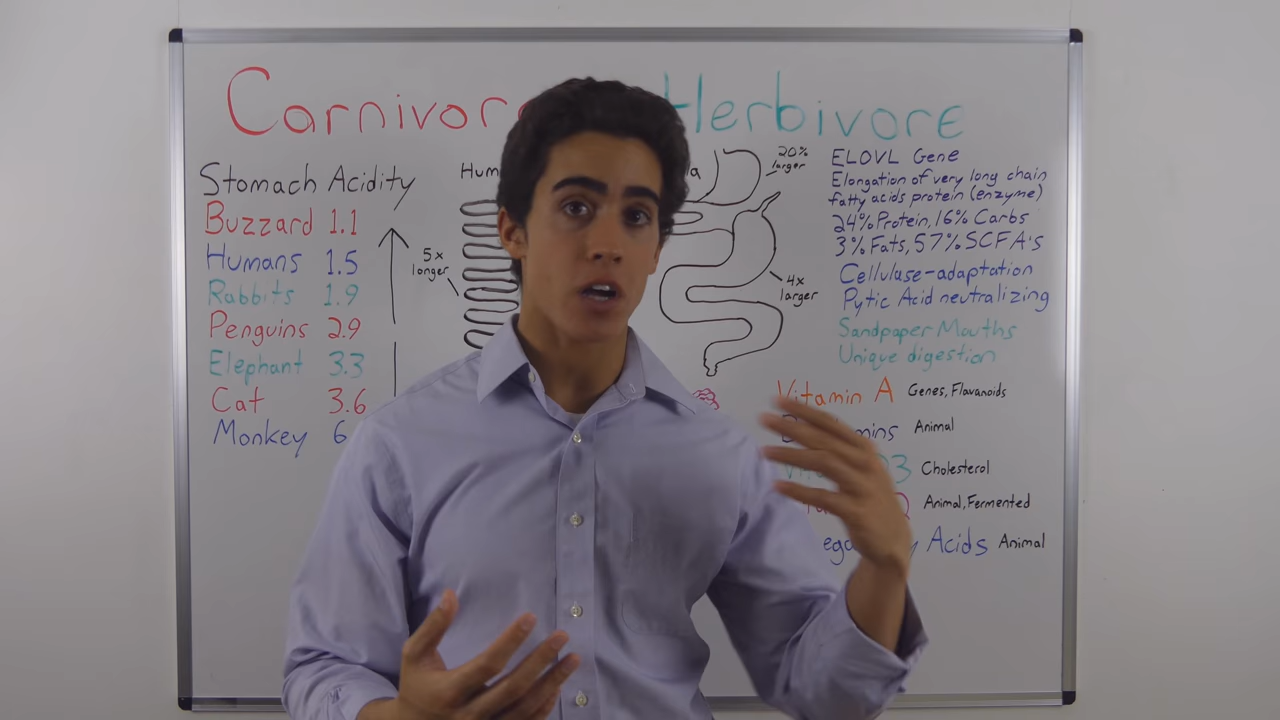 Carnivore
Herbivore
Stomach Acidity
Buzzard 1.1
Humans 1.5
Rabbits 1.9
Penguins 2.9
Elephant 3.3
Cat 3.6
Monkey
5x
longer
20%
larger
4x
larger
ELOVL Gene
Elongation of very long chain
fatty acids protein (enzyme)
24% Protein, 16% Carbs
3% Fats, 57% SCFA's
Cellulase-adaptation
Pytic Acid neutralizing
Sandpaper Mouths
Unique digestion
Vitamin A Genes, Flavanoids
Animal
Cholesterol
Animal, Fermented
Acids Animal